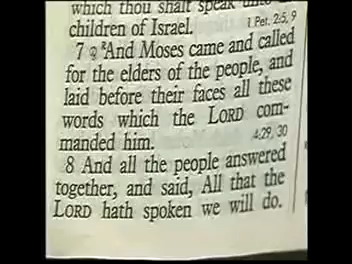 which thou shalt speak unto
children of Israel. 1 Pet. 2:5, 9
7 ¶ And Moses came and called
for the elders of the people, and
laid before their faces all these
words which the LORD com-
manded him. 4:29, 30
8 And all the people answered
together, and said, All that the
LORD hath spoken we will do.